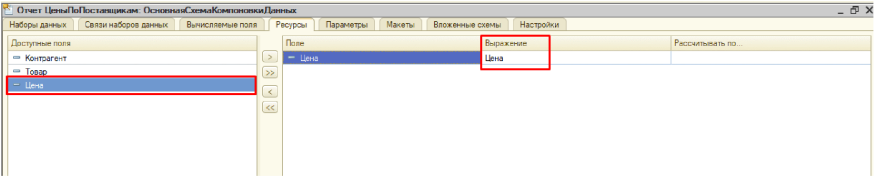 Отчет ЦеныПоПоставщикам: ОсновнаяСхемаКомпоновкиДанных
Наборы данных Связи наборов данных Вычисляемые поля Ресурсы Параметры Макеты Вложенные схемы Настройки
Доступные поля Поле Выражение Рассчитывать по...
Контрагент > Цена Цена
Товар >>
Цена <
<<